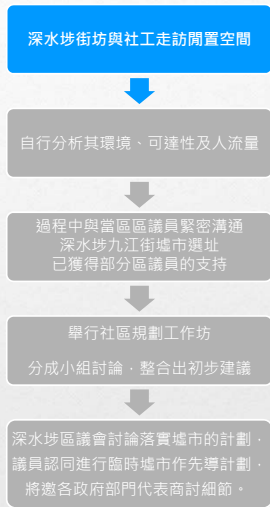 深水埗街坊與社工走訪閒置空間
自行分析其環境、可達性及人流量
過程中與當區區議員緊密溝通
深水埗九江街墟市選址
已獲得部分區議員的支持
舉行社區規劃工作坊
分成小組討論，整合出初步建議
深水埗區議會討論落實墟市的計劃，
議員認同進行臨時墟市作先導計劃，
將邀各政府部門代表商討細節。